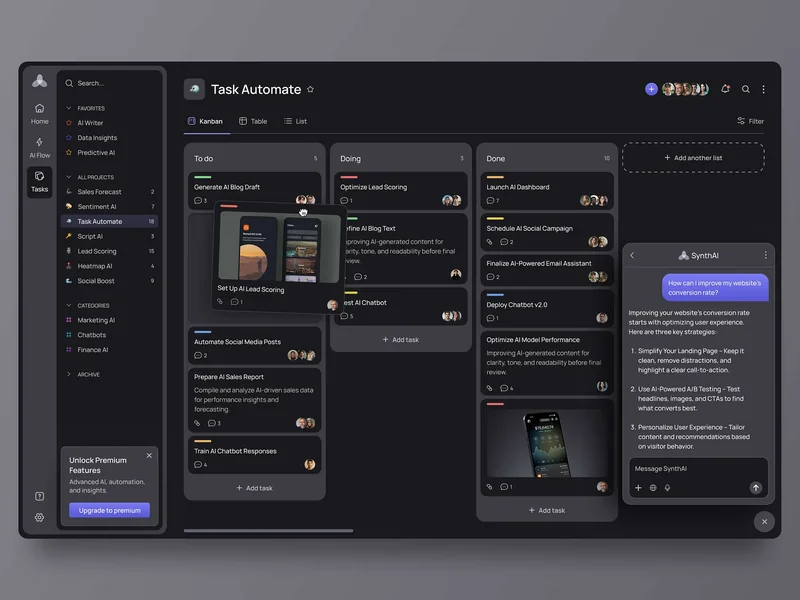 Home
AI Flow
Tasks
Search...
FAVORITES
AI Writer
Data Insights
Predictive AI
ALL PROJECTS
Sales Forecast 2
Sentiment AI 7
Task Automate 18
Script AI 3
Lead Scoring 15
Heatmap AI 4
Social Boost 9
CATEGORIES
Marketing AI
Chatbots
Finance AI
ARCHIVE
Unlock Premium
Features
Advanced AI, automation,
and insights.
Upgrade to premium
Task Automate
Kanban
Table
List
Filter
To do 5
Generate AI Blog Draft
3
Set Up AI Lead Scoring
1
Automate Social Media Posts
2
Prepare AI Sales Report
Compile and analyze AI-driven sales data
for performance insights and
forecasting.
3
Train AI Chatbot Responses
4
+ Add task
Doing 3
Optimize Lead Scoring
1
efine AI Blog Text
proving AI-generated content for
arity, tone, and readability before final
view.
2
est AI Chatbot
5
+ Add task
Done 10
Launch AI Dashboard
7
Schedule AI Social Campaign
2
Finalize AI-Powered Email Assistant
2
Deploy Chatbot v2.0
1
Optimize AI Model Performance
Improving AI-generated content for
clarity, tone, and readability before final
review.
4
1
+ Add task
+ Add another list
SynthAI
How can I improve my website's
conversion rate?
Improving your website's conversion rate
starts with optimizing user experience.
Here are three key strategies:
1. Simplify Your Landing Page – Keep it
clean, remove distractions, and
highlight a clear call-to-action.
2. Use AI-Powered A/B Testing – Test
headlines, images, and CTAs to find
what converts best.
3. Personalize User Experience – Tailor
content and recommendations based
on visitor behavior.
Message SynthAI